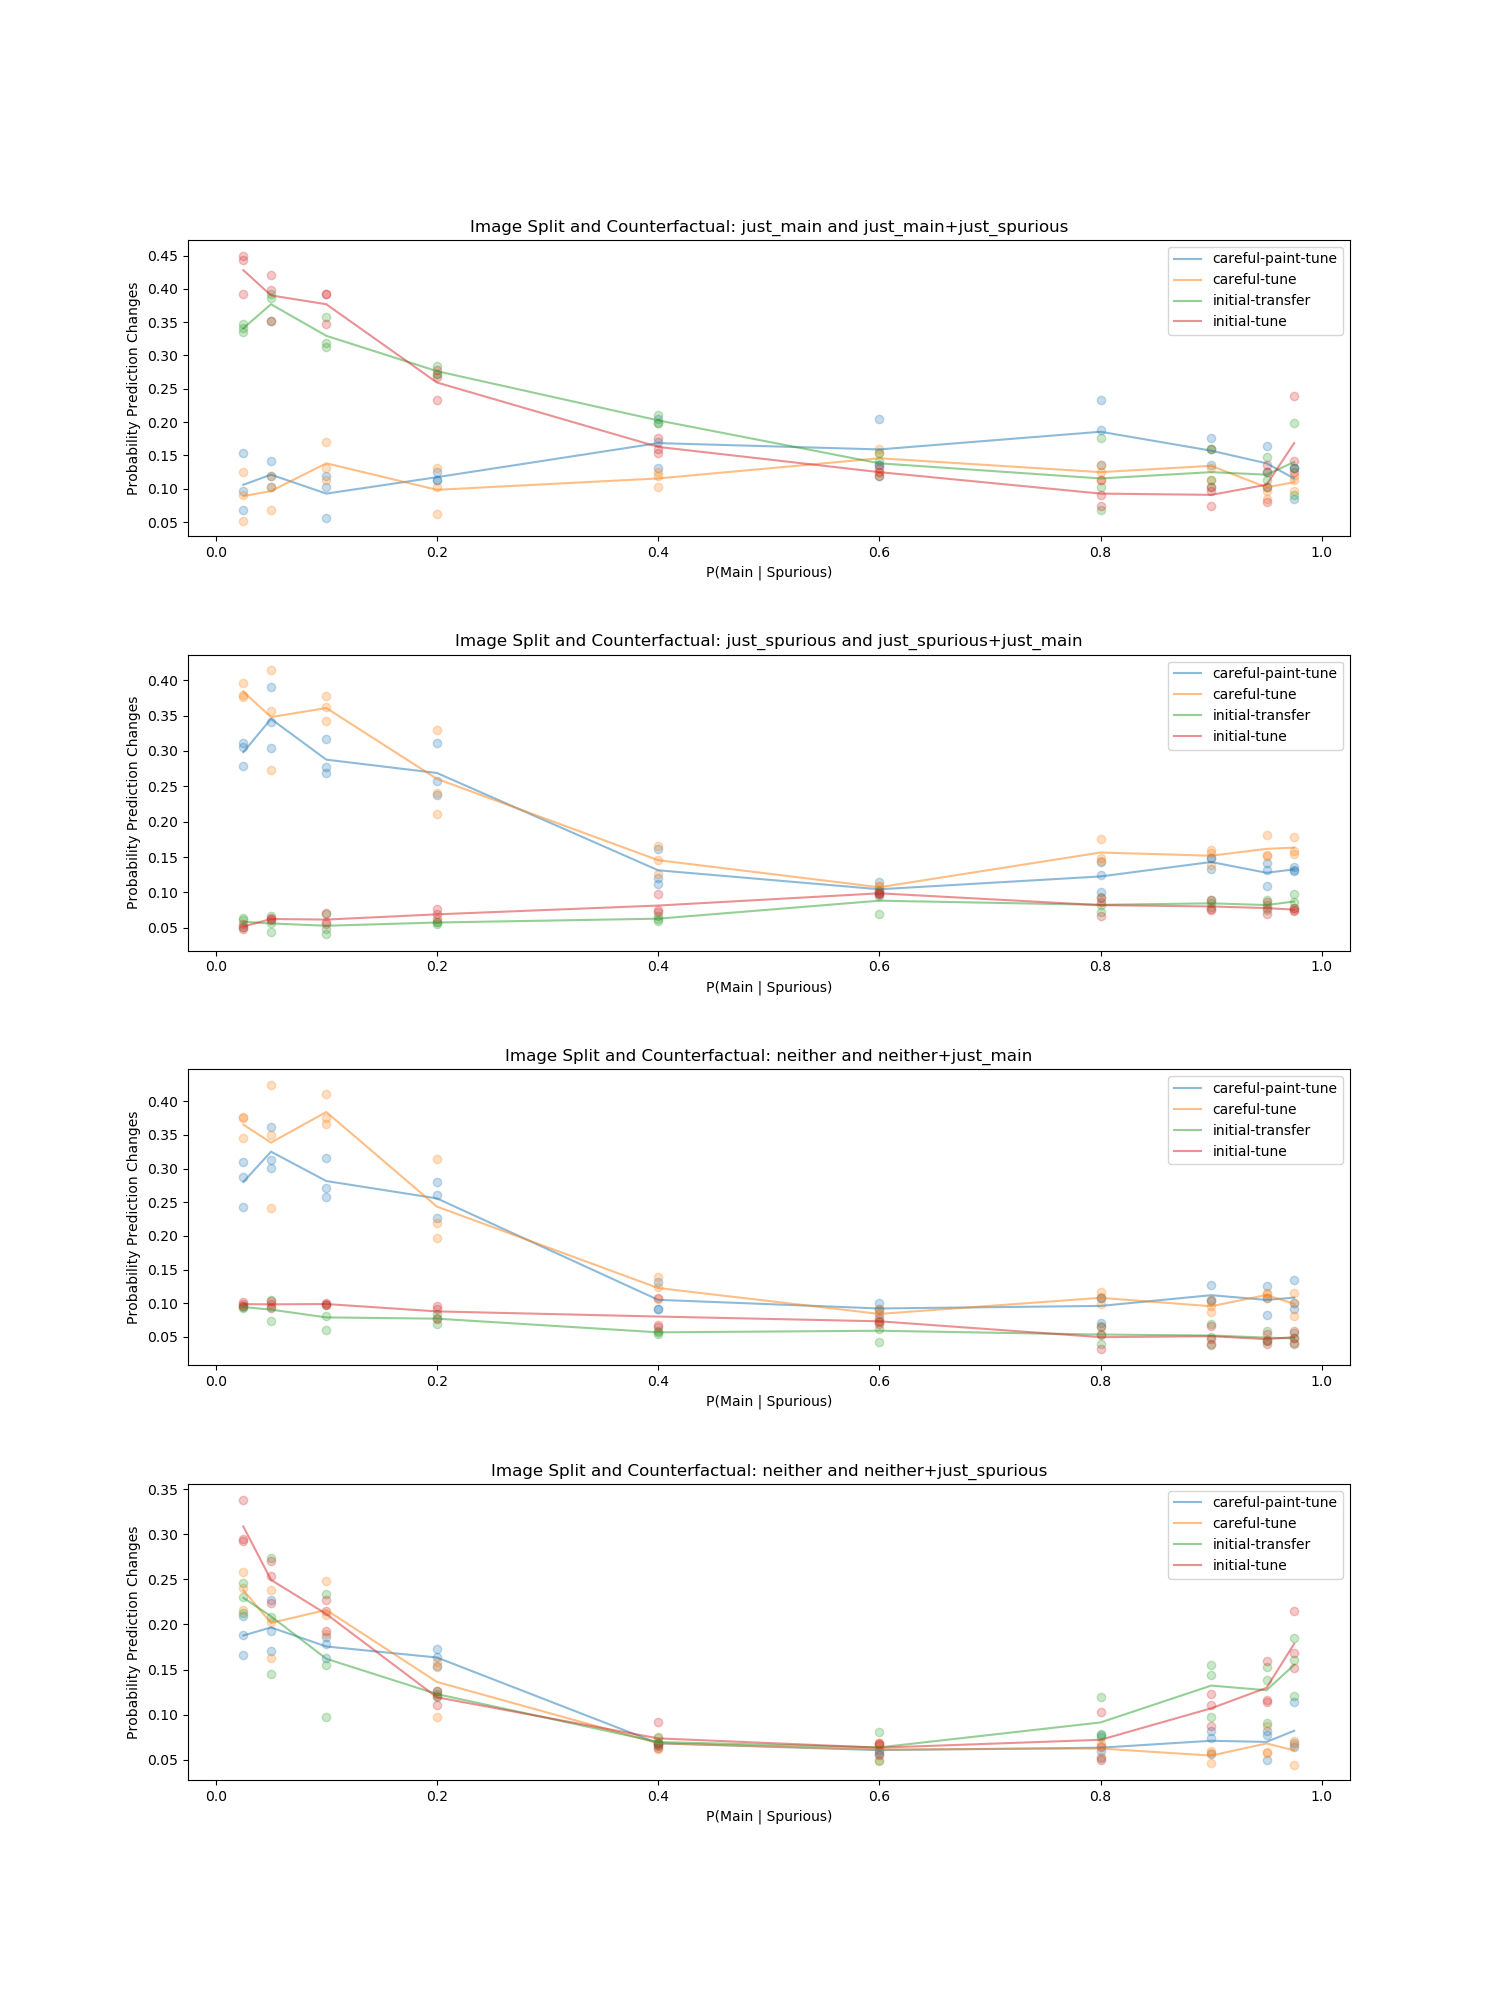 Image Split and Counterfactual: just_main and just_main+just_spurious
Probability Prediction Changes
0.45
0.40
0.35
0.30
0.25
0.20
0.15
0.10
0.05
careful-paint-tune
careful-tune
initial-transfer
initial-tune
0.0 0.2 0.4 0.6 0.8 1.0
P(Main | Spurious)
Image Split and Counterfactual: just_spurious and just_spurious+just_main
Probability Prediction Changes
0.40
0.35
0.30
0.25
0.20
0.15
0.10
0.05
careful-paint-tune
careful-tune
initial-transfer
initial-tune
0.0 0.2 0.4 0.6 0.8 1.0
P(Main | Spurious)
Image Split and Counterfactual: neither and neither+just_main
Probability Prediction Changes
0.40
0.35
0.30
0.25
0.20
0.15
0.10
0.05
careful-paint-tune
careful-tune
initial-transfer
initial-tune
0.0 0.2 0.4 0.6 0.8 1.0
P(Main | Spurious)
Image Split and Counterfactual: neither and neither+just_spurious
Probability Prediction Changes
0.35
0.30
0.25
0.20
0.15
0.10
0.05
careful-paint-tune
careful-tune
initial-transfer
initial-tune
0.0 0.2 0.4 0.6 0.8 1.0
P(Main | Spurious)